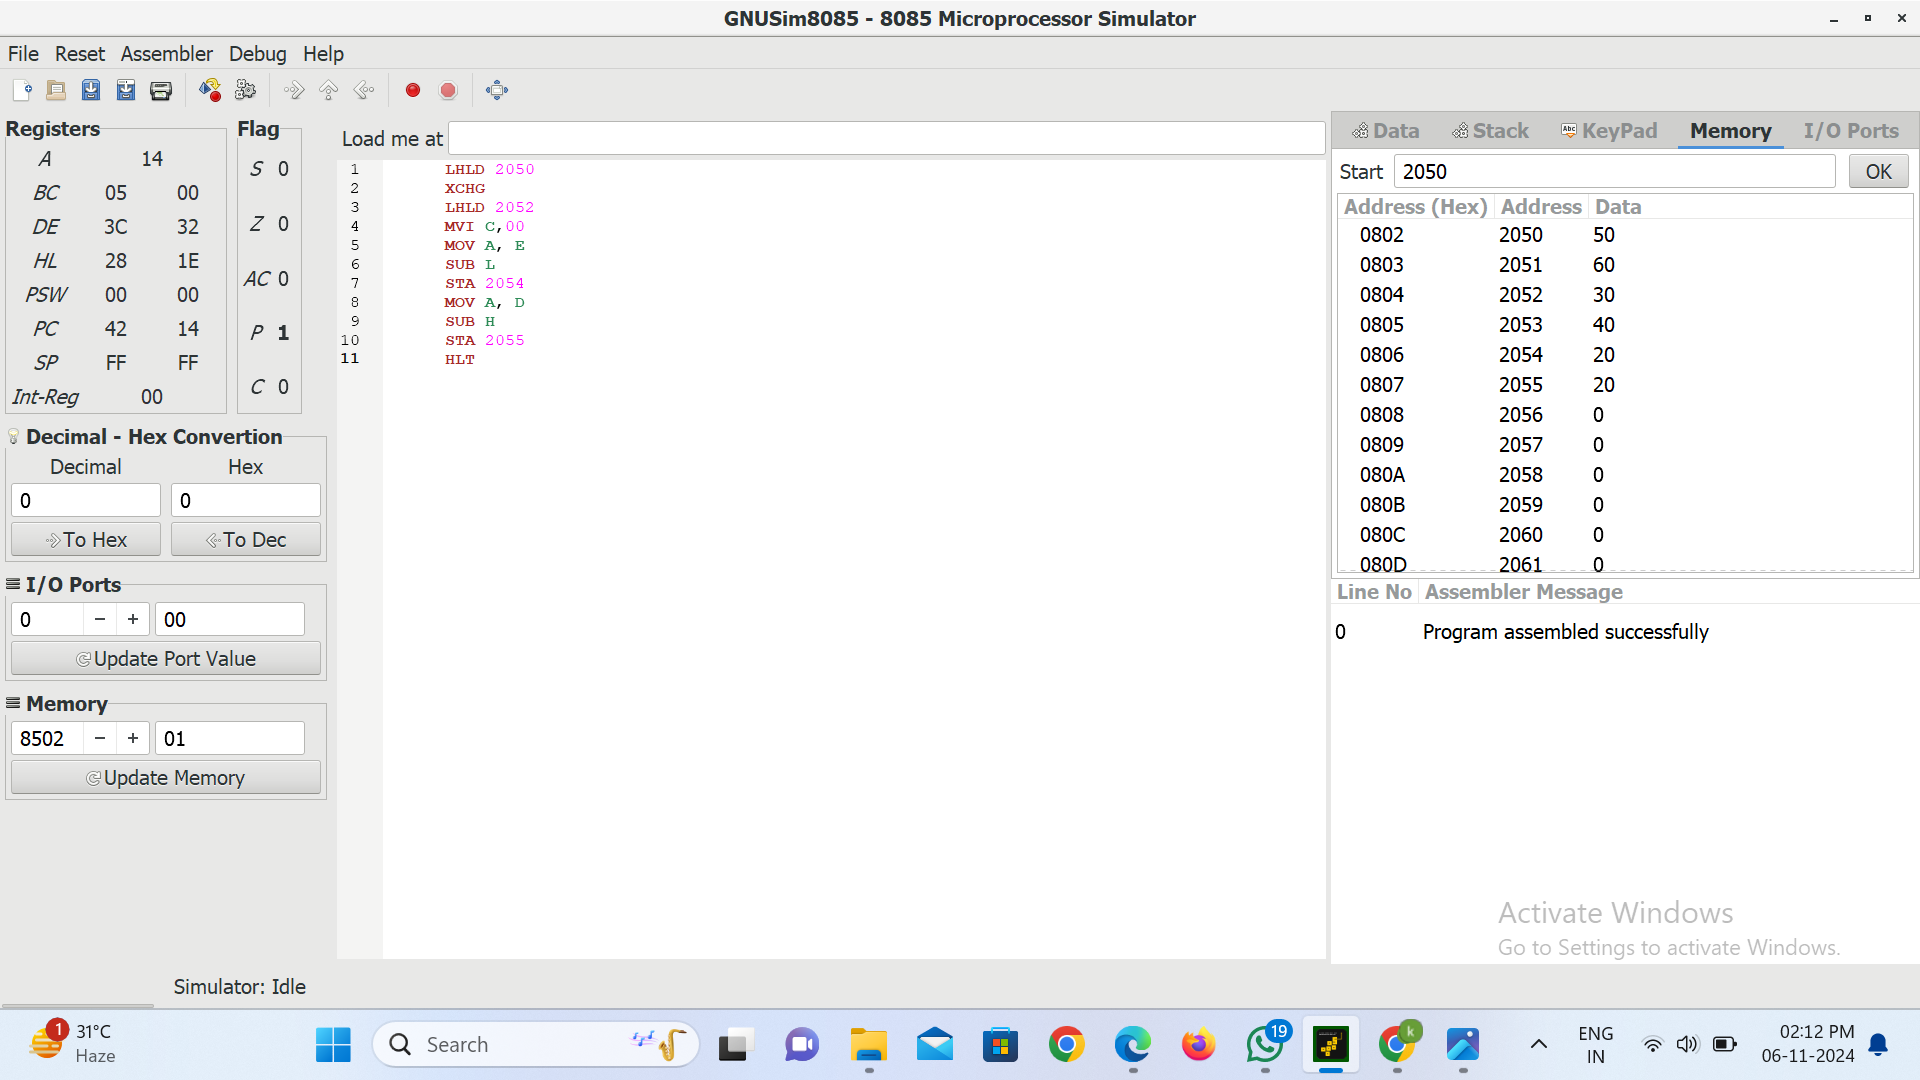 GNUSim8085 - 8085 Microprocessor Simulator
File Reset Assembler Debug Help
Registers
A 14
BC 05 00
DE 3C 32
HL 28 1E
PSW 00 00
PC 42 14
SP FF FF
Int-Reg 00
Flag
S 0
Z 0
AC 0
P 1
C 0
Decimal - Hex Convertion
Decimal Hex
0 0
To Hex To Dec
I/O Ports
0 − + 00
Update Port Value
Memory
8502 − + 01
Update Memory
Load me at
1 LHLD 2050
2 XCHG
3 LHLD 2052
4 MVI C,00
5 MOV A, E
6 SUB L
7 STA 2054
8 MOV A, D
9 SUB H
10 STA 2055
11 HLT
Data Stack Abc KeyPad Memory I/O Ports
Start 2050 OK
Address (Hex) Address Data
0802 2050 50
0803 2051 60
0804 2052 30
0805 2053 40
0806 2054 20
0807 2055 20
0808 2056 0
0809 2057 0
080A 2058 0
080B 2059 0
080C 2060 0
080D 2061 0
Line No Assembler Message
0 Program assembled successfully
Activate Windows
Go to Settings to activate Windows.
Simulator: Idle
1 31°C
Haze
Search
19
k
ENG
IN
02:12 PM
06-11-2024